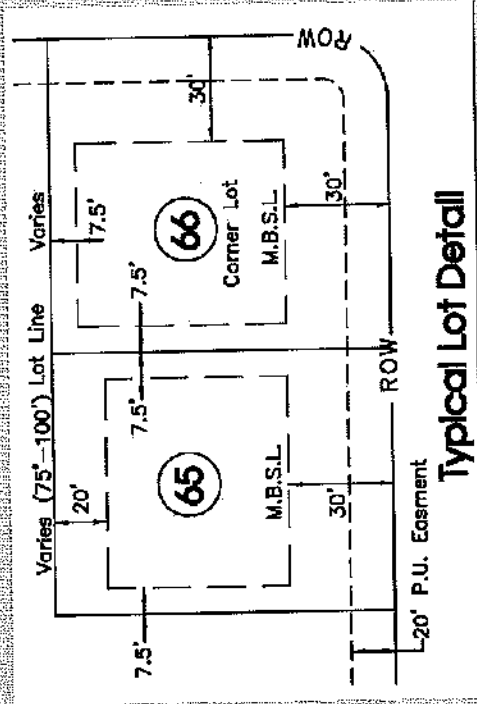 ROW
30'
Varies (75'-100') Lot Line Varies
20'
7.5'
66
Corner Lot
7.5'
7.5'
65
M.B.S.L.
M.B.S.L.
30'
30'
7.5'
ROW
20' P.U. Easment
Typical Lot Detail